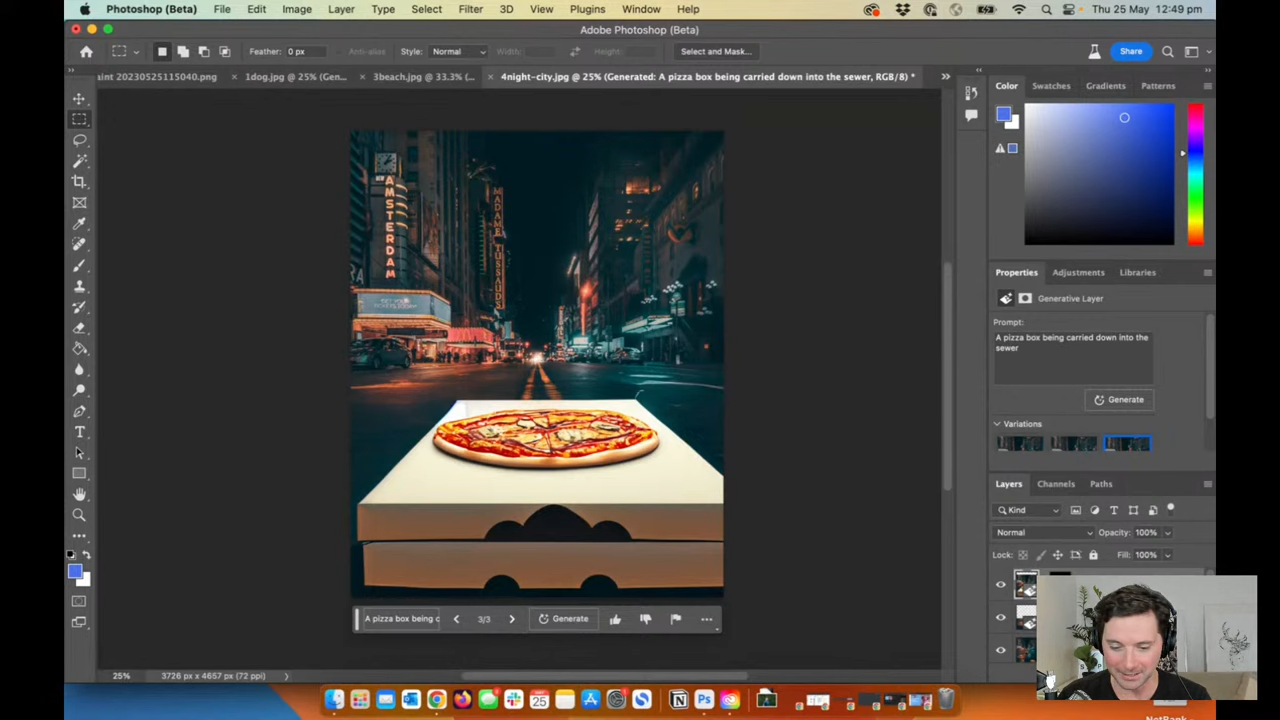 Photoshop (Beta) File Edit Image Layer Type Select Filter 3D View Plugins Window Help Thu 25 May 12:49 pm
Adobe Photoshop (Beta)
Feather: 0 px Anti-alias Style: Normal Width: Height: Select and Mask... Share
aint 20230525115040.png 1dog.jpg @ 25% (Gen... 3beach.jpg @ 33.3% (... 4night-city.jpg @ 25% (Generated: A pizza box being carried down into the sewer, RGB/8) *
Color Swatches Gradients Patterns
AMSTERDAM
MADAME TUSSAUDS
Properties Adjustments Libraries
Generative Layer
Prompt:
A pizza box being carried down into the
sewer
Generate
Variations
Layers Channels Paths
Kind
Normal Opacity: 100%
Lock: Fill: 100%
A pizza box being c 3/3 Generate
25% 3726 px x 4657 px (72 ppi)
25
NetBank